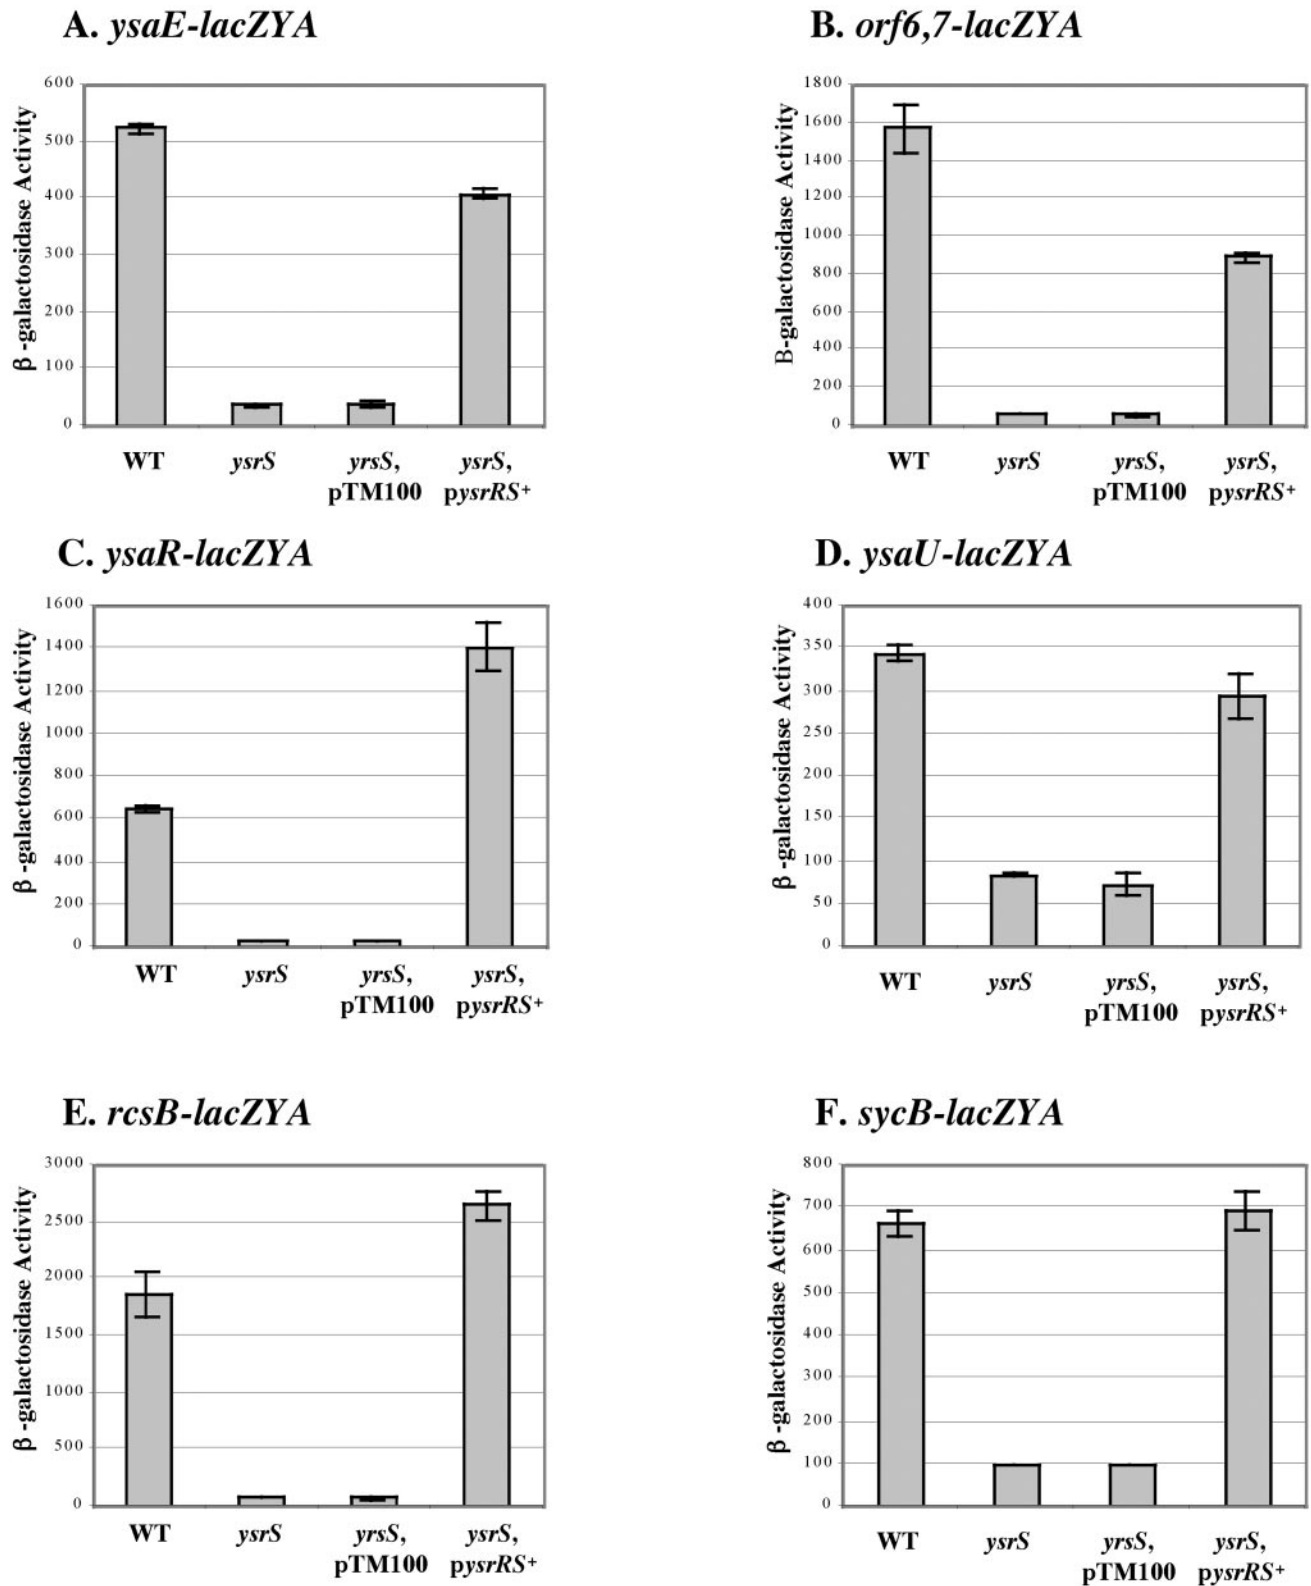 A. ysaE-lacZYA
β -galactosidase Activity
600
500
400
300
200
100
0
WT
ysrS
yrsS,
pTM100
ysrS,
pysrRS⁺
B. orf6,7-lacZYA
B-galactosidase Activity
1800
1600
1400
1200
1000
800
600
400
200
0
WT
ysrS
yrsS,
pTM100
ysrS,
pysrRS⁺
C. ysaR-lacZYA
β -galactosidase Activity
1600
1400
1200
1000
800
600
400
200
0
WT
ysrS
yrsS,
pTM100
ysrS,
pysrRS⁺
D. ysaU-lacZYA
β -galactosidase Activity
400
350
300
250
200
150
100
50
0
WT
ysrS
yrsS,
pTM100
ysrS,
pysrRS⁺
E. rcsB-lacZYA
β -galactosidase Activity
3000
2500
2000
1500
1000
500
0
WT
ysrS
yrsS,
pTM100
ysrS,
pysrRS⁺
F. sycB-lacZYA
β -galactosidase Activity
800
700
600
500
400
300
200
100
0
WT
ysrS
yrsS,
pTM100
ysrS,
pysrRS⁺